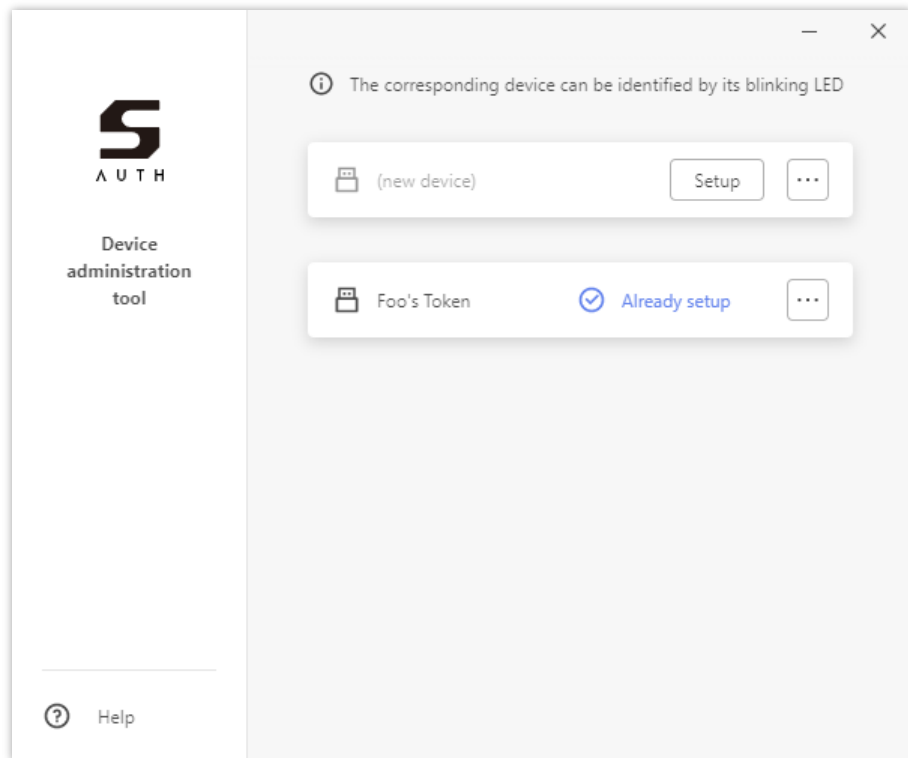 The corresponding device can be identified by its blinking LED
S
AUTH
Device
administration
tool
(new device) Setup ...
Foo's Token Already setup ...
Help